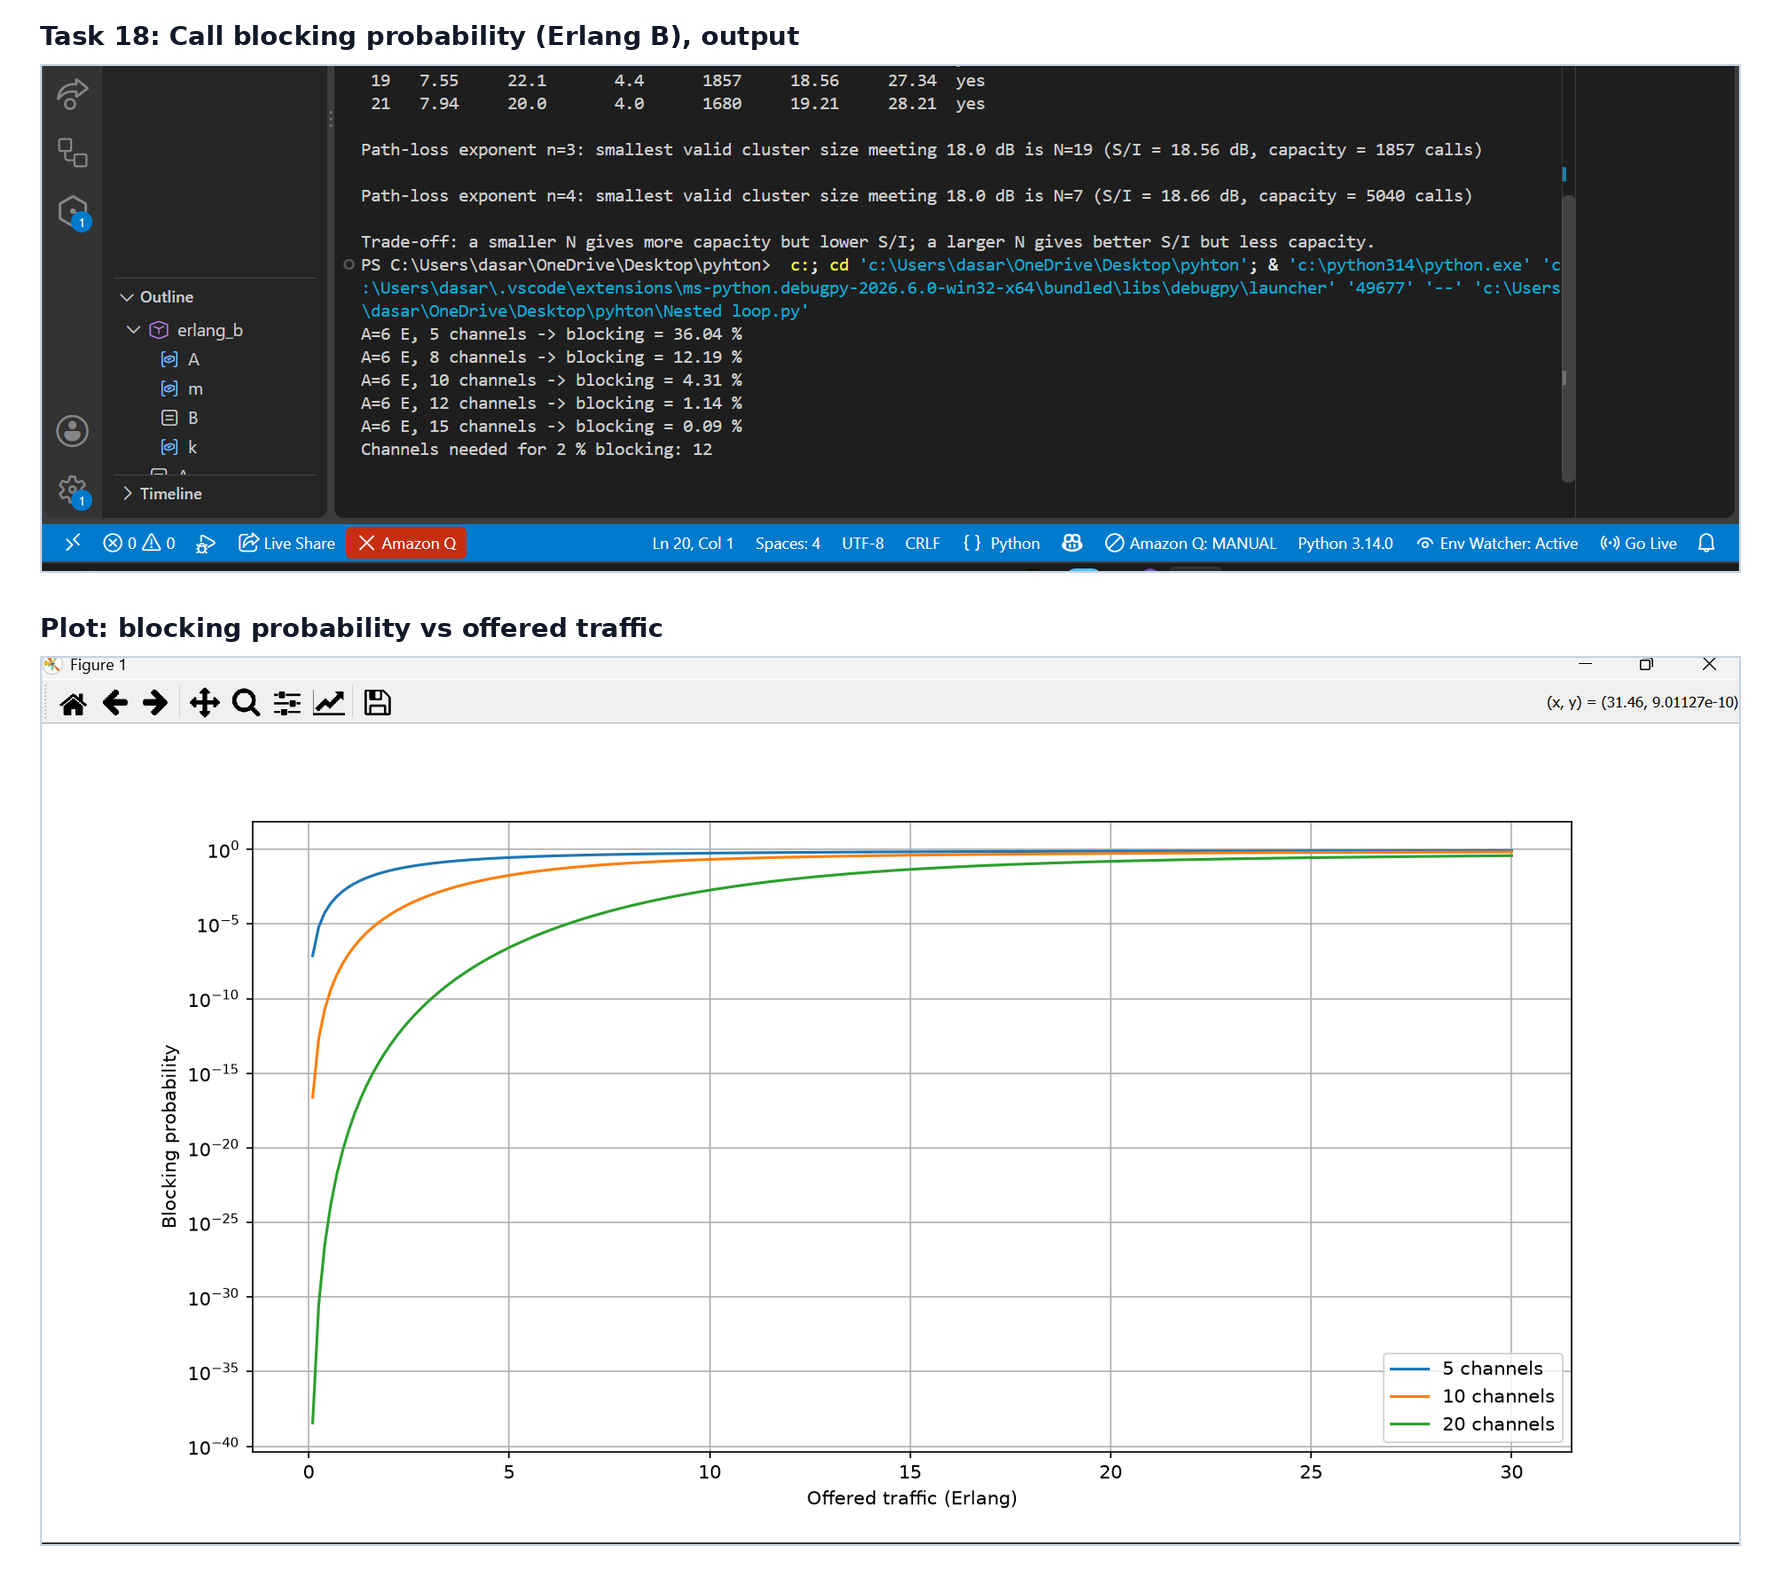 Task 18: Call blocking probability (Erlang B), output
19 7.55 22.1 4.4 1857 18.56 27.34 yes
21 7.94 20.0 4.0 1680 19.21 28.21 yes
Path-loss exponent n=3: smallest valid cluster size meeting 18.0 dB is N=19 (S/I = 18.56 dB, capacity = 1857 calls)
Path-loss exponent n=4: smallest valid cluster size meeting 18.0 dB is N=7 (S/I = 18.66 dB, capacity = 5040 calls)
Trade-off: a smaller N gives more capacity but lower S/I; a larger N gives better S/I but less capacity.
PS C:\Users\dasar\OneDrive\Desktop\pyhton> c:; cd 'c:\Users\dasar\OneDrive\Desktop\pyhton'; & 'c:\python314\python.exe' 'c
:\Users\dasar\.vscode\extensions\ms-python.debugpy-2026.6.0-win32-x64\bundled\libs\debugpy\launcher' '49677' '--' 'c:\Users
\dasar\OneDrive\Desktop\pyhton\Nested loop.py'
A=6 E, 5 channels -> blocking = 36.04 %
A=6 E, 8 channels -> blocking = 12.19 %
A=6 E, 10 channels -> blocking = 4.31 %
A=6 E, 12 channels -> blocking = 1.14 %
A=6 E, 15 channels -> blocking = 0.09 %
Channels needed for 2 % blocking: 12
1
Outline
erlang_b
A
m
B
k
Timeline
1
0 0 Live Share Amazon Q Ln 20, Col 1 Spaces: 4 UTF-8 CRLF { } Python Amazon Q: MANUAL Python 3.14.0 Env Watcher: Active Go Live
Plot: blocking probability vs offered traffic
Figure 1
(x, y) = (31.46, 9.01127e-10)
10⁰
10⁻⁵
10⁻¹⁰
10⁻¹⁵
10⁻²⁰
10⁻²⁵
10⁻³⁰
10⁻³⁵
10⁻⁴⁰
Blocking probability
5 channels
10 channels
20 channels
0 5 10 15 20 25 30
Offered traffic (Erlang)